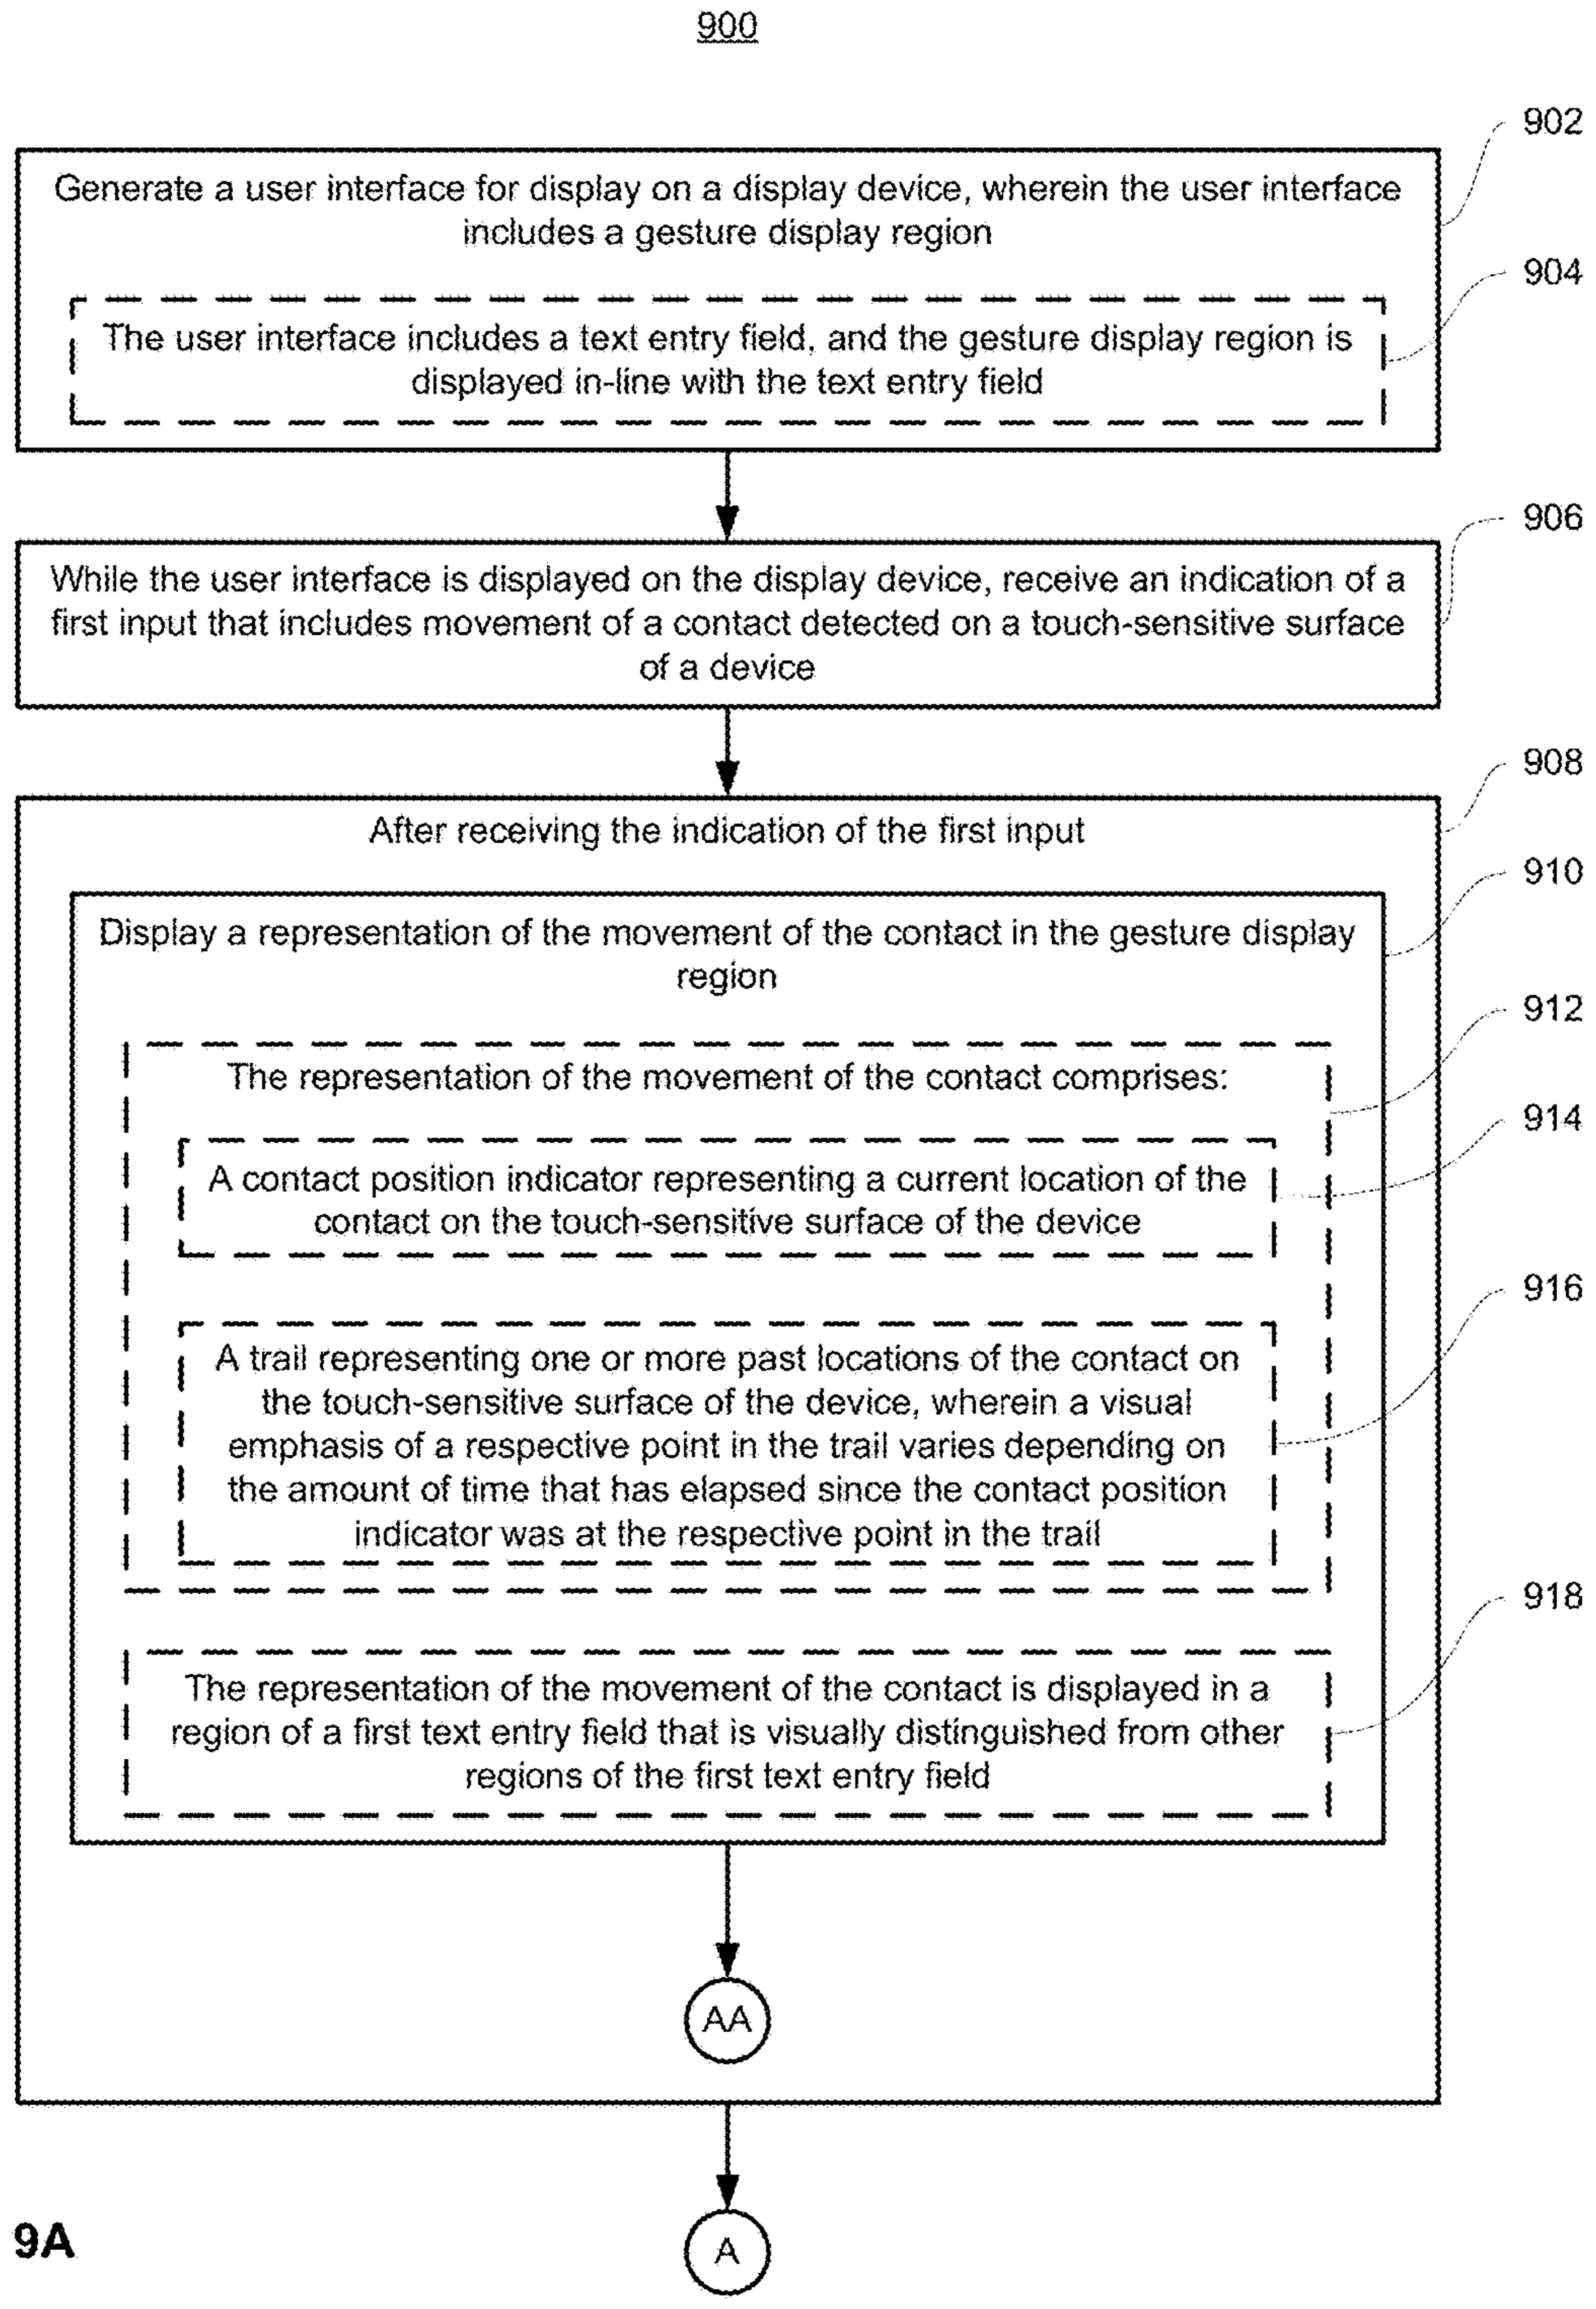 900
902
Generate a user interface for display on a display device, wherein the user interface
includes a gesture display region
904
The user interface includes a text entry field, and the gesture display region is
displayed in-line with the text entry field
906
While the user interface is displayed on the display device, receive an indication of a
first input that includes movement of a contact detected on a touch-sensitive surface
of a device
908
After receiving the indication of the first input
910
Display a representation of the movement of the contact in the gesture display
region
912
The representation of the movement of the contact comprises:
914
A contact position indicator representing a current location of the
contact on the touch-sensitive surface of the device
916
A trail representing one or more past locations of the contact on
the touch-sensitive surface of the device, wherein a visual
emphasis of a respective point in the trail varies depending on
the amount of time that has elapsed since the contact position
indicator was at the respective point in the trail
918
The representation of the movement of the contact is displayed in a
region of a first text entry field that is visually distinguished from other
regions of the first text entry field
AA
9A
A